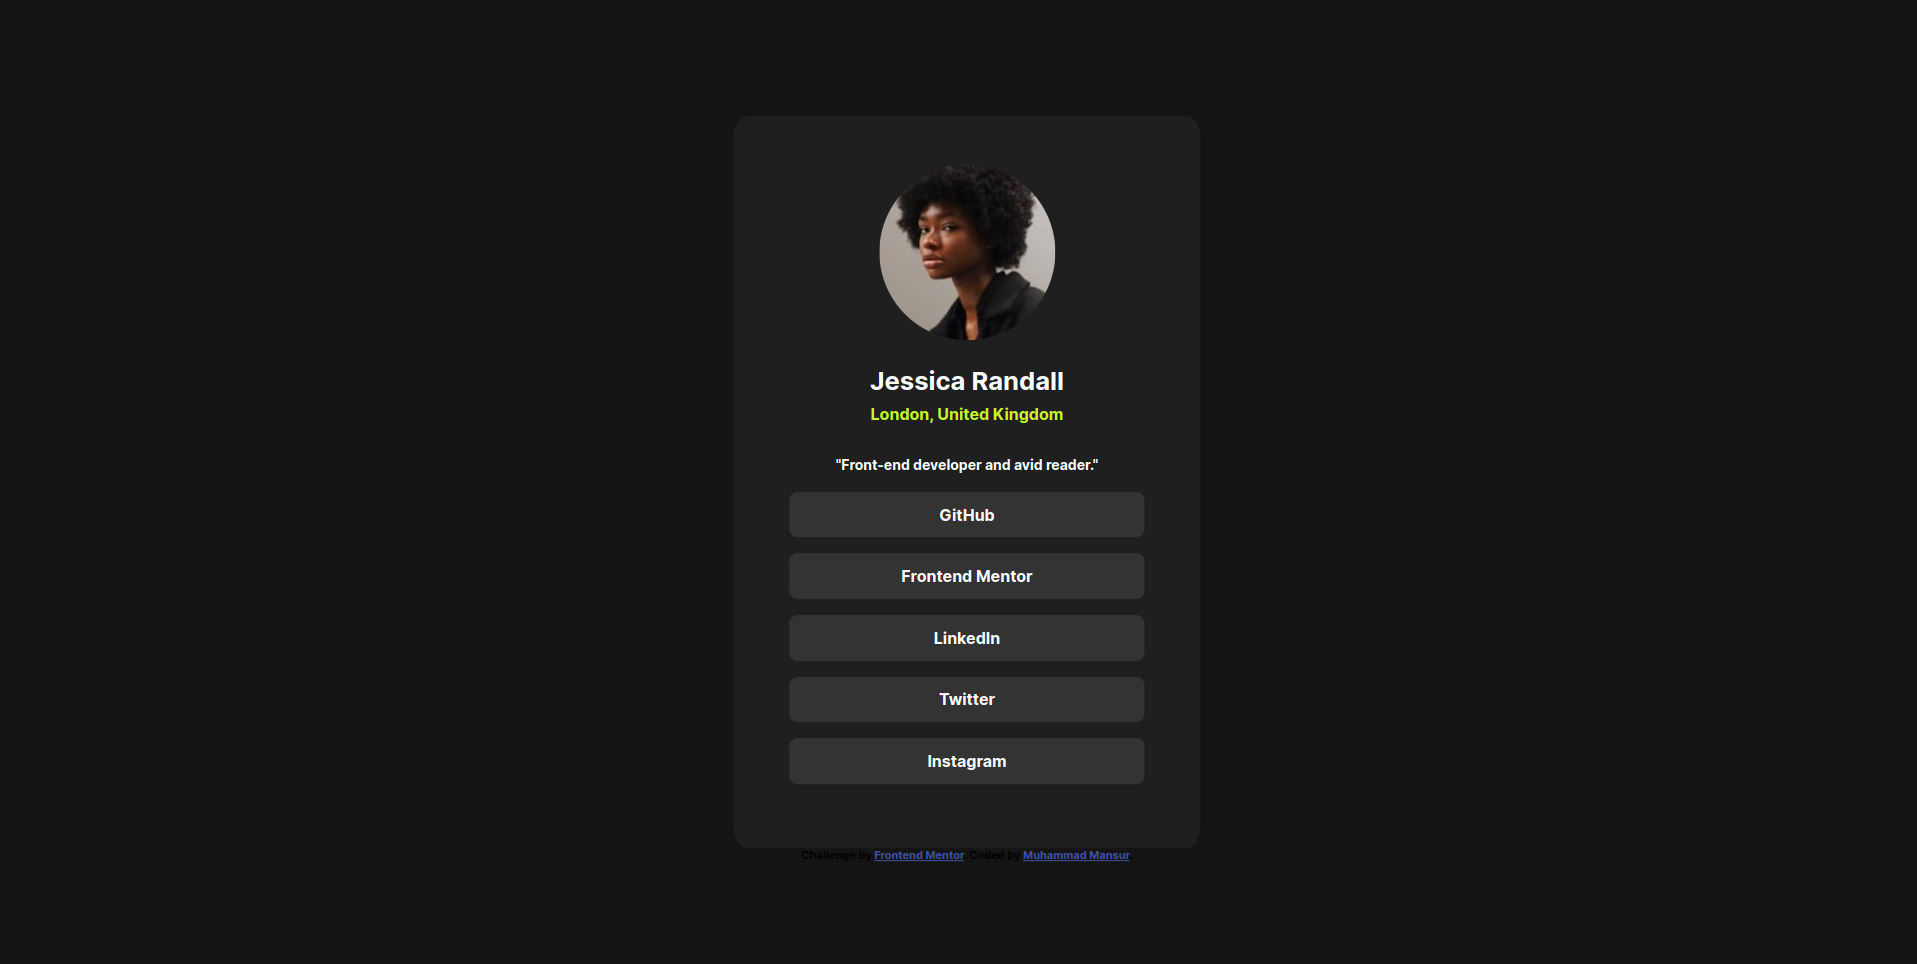 Jessica Randall
London, United Kingdom
"Front-end developer and avid reader."
GitHub
Frontend Mentor
LinkedIn
Twitter
Instagram
Challenge by Frontend Mentor. Coded by Muhammad Mansur.